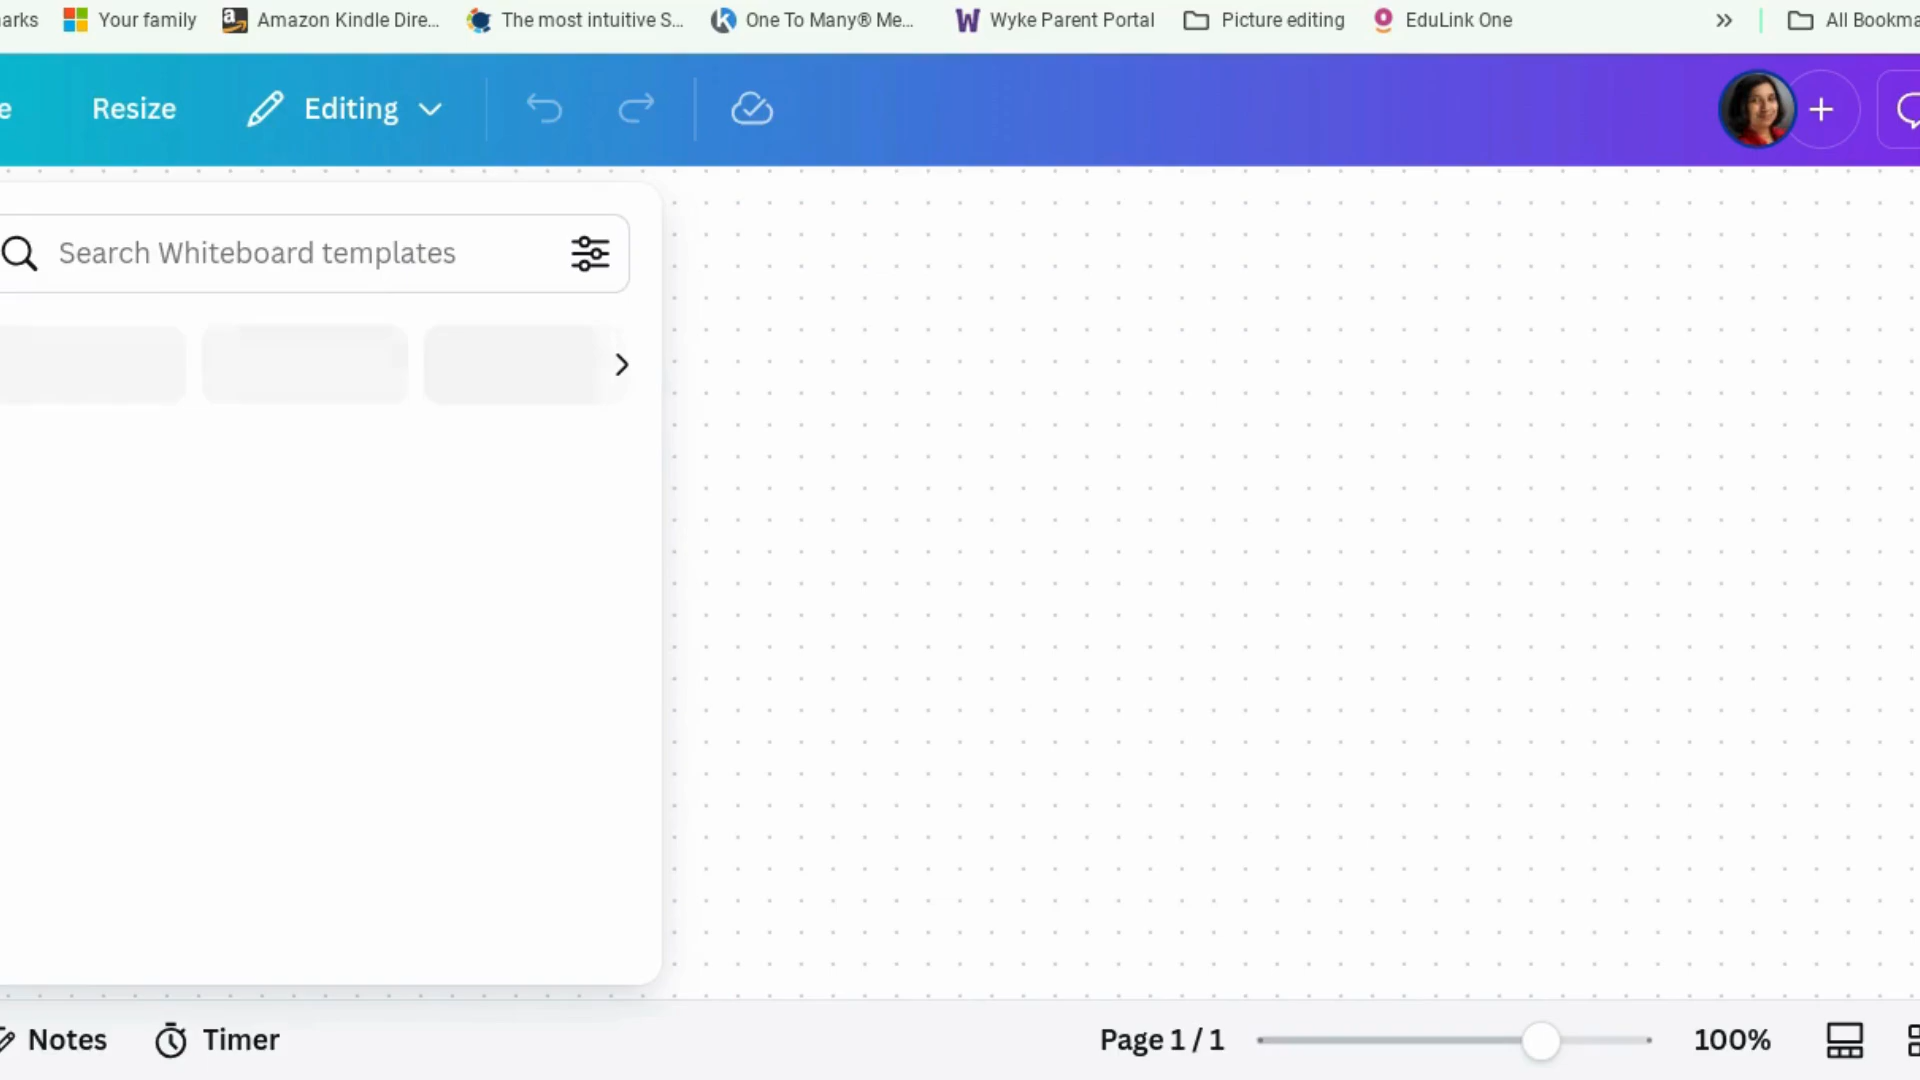 arks Your family Amazon Kindle Dire... The most intuitive S... One To Many® Me... Wyke Parent Portal Picture editing EduLink One All Bookma
e Resize Editing
Search Whiteboard templates
Notes Timer Page 1 / 1 100%